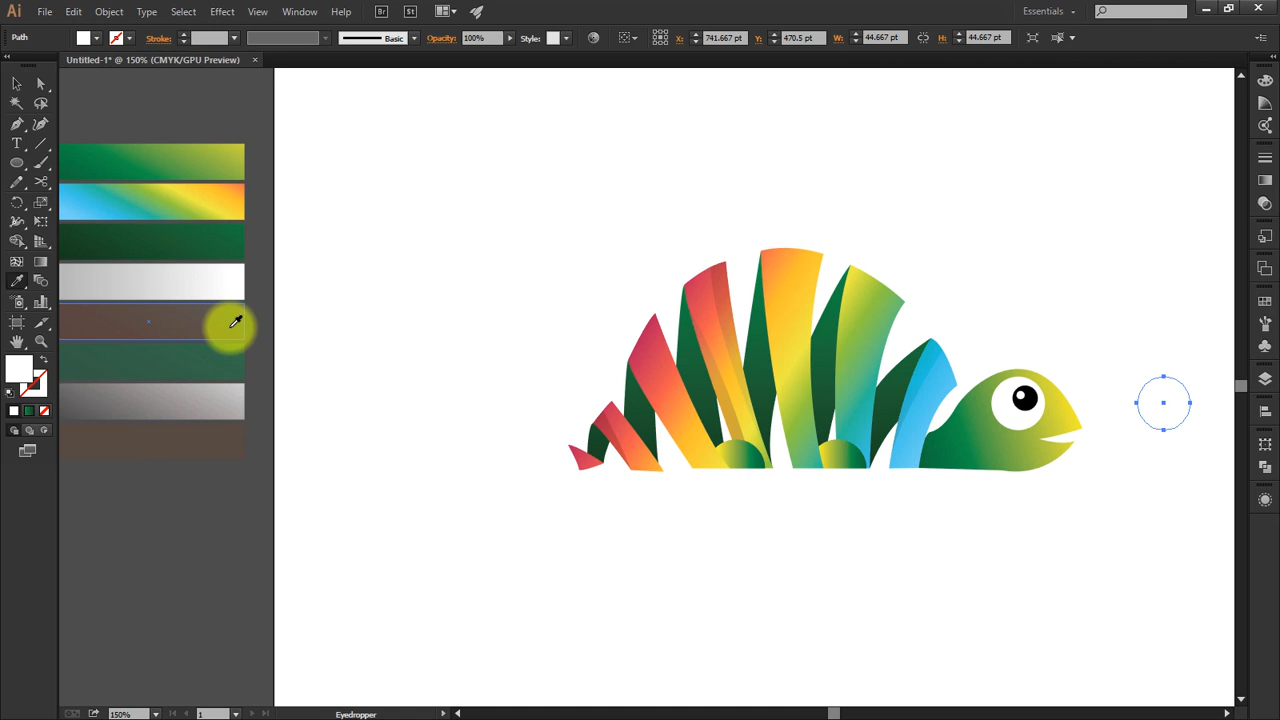 Ai File Edit Object Type Select Effect View Window Help Br St Essentials
Path Stroke: Basic Opacity: 100% Style: X: 741.667 pt Y: 470.5 pt W: 44.667 pt H: 44.667 pt
Untitled-1* @ 150% (CMYK/GPU Preview) ×
T
150% 1 Eyedropper